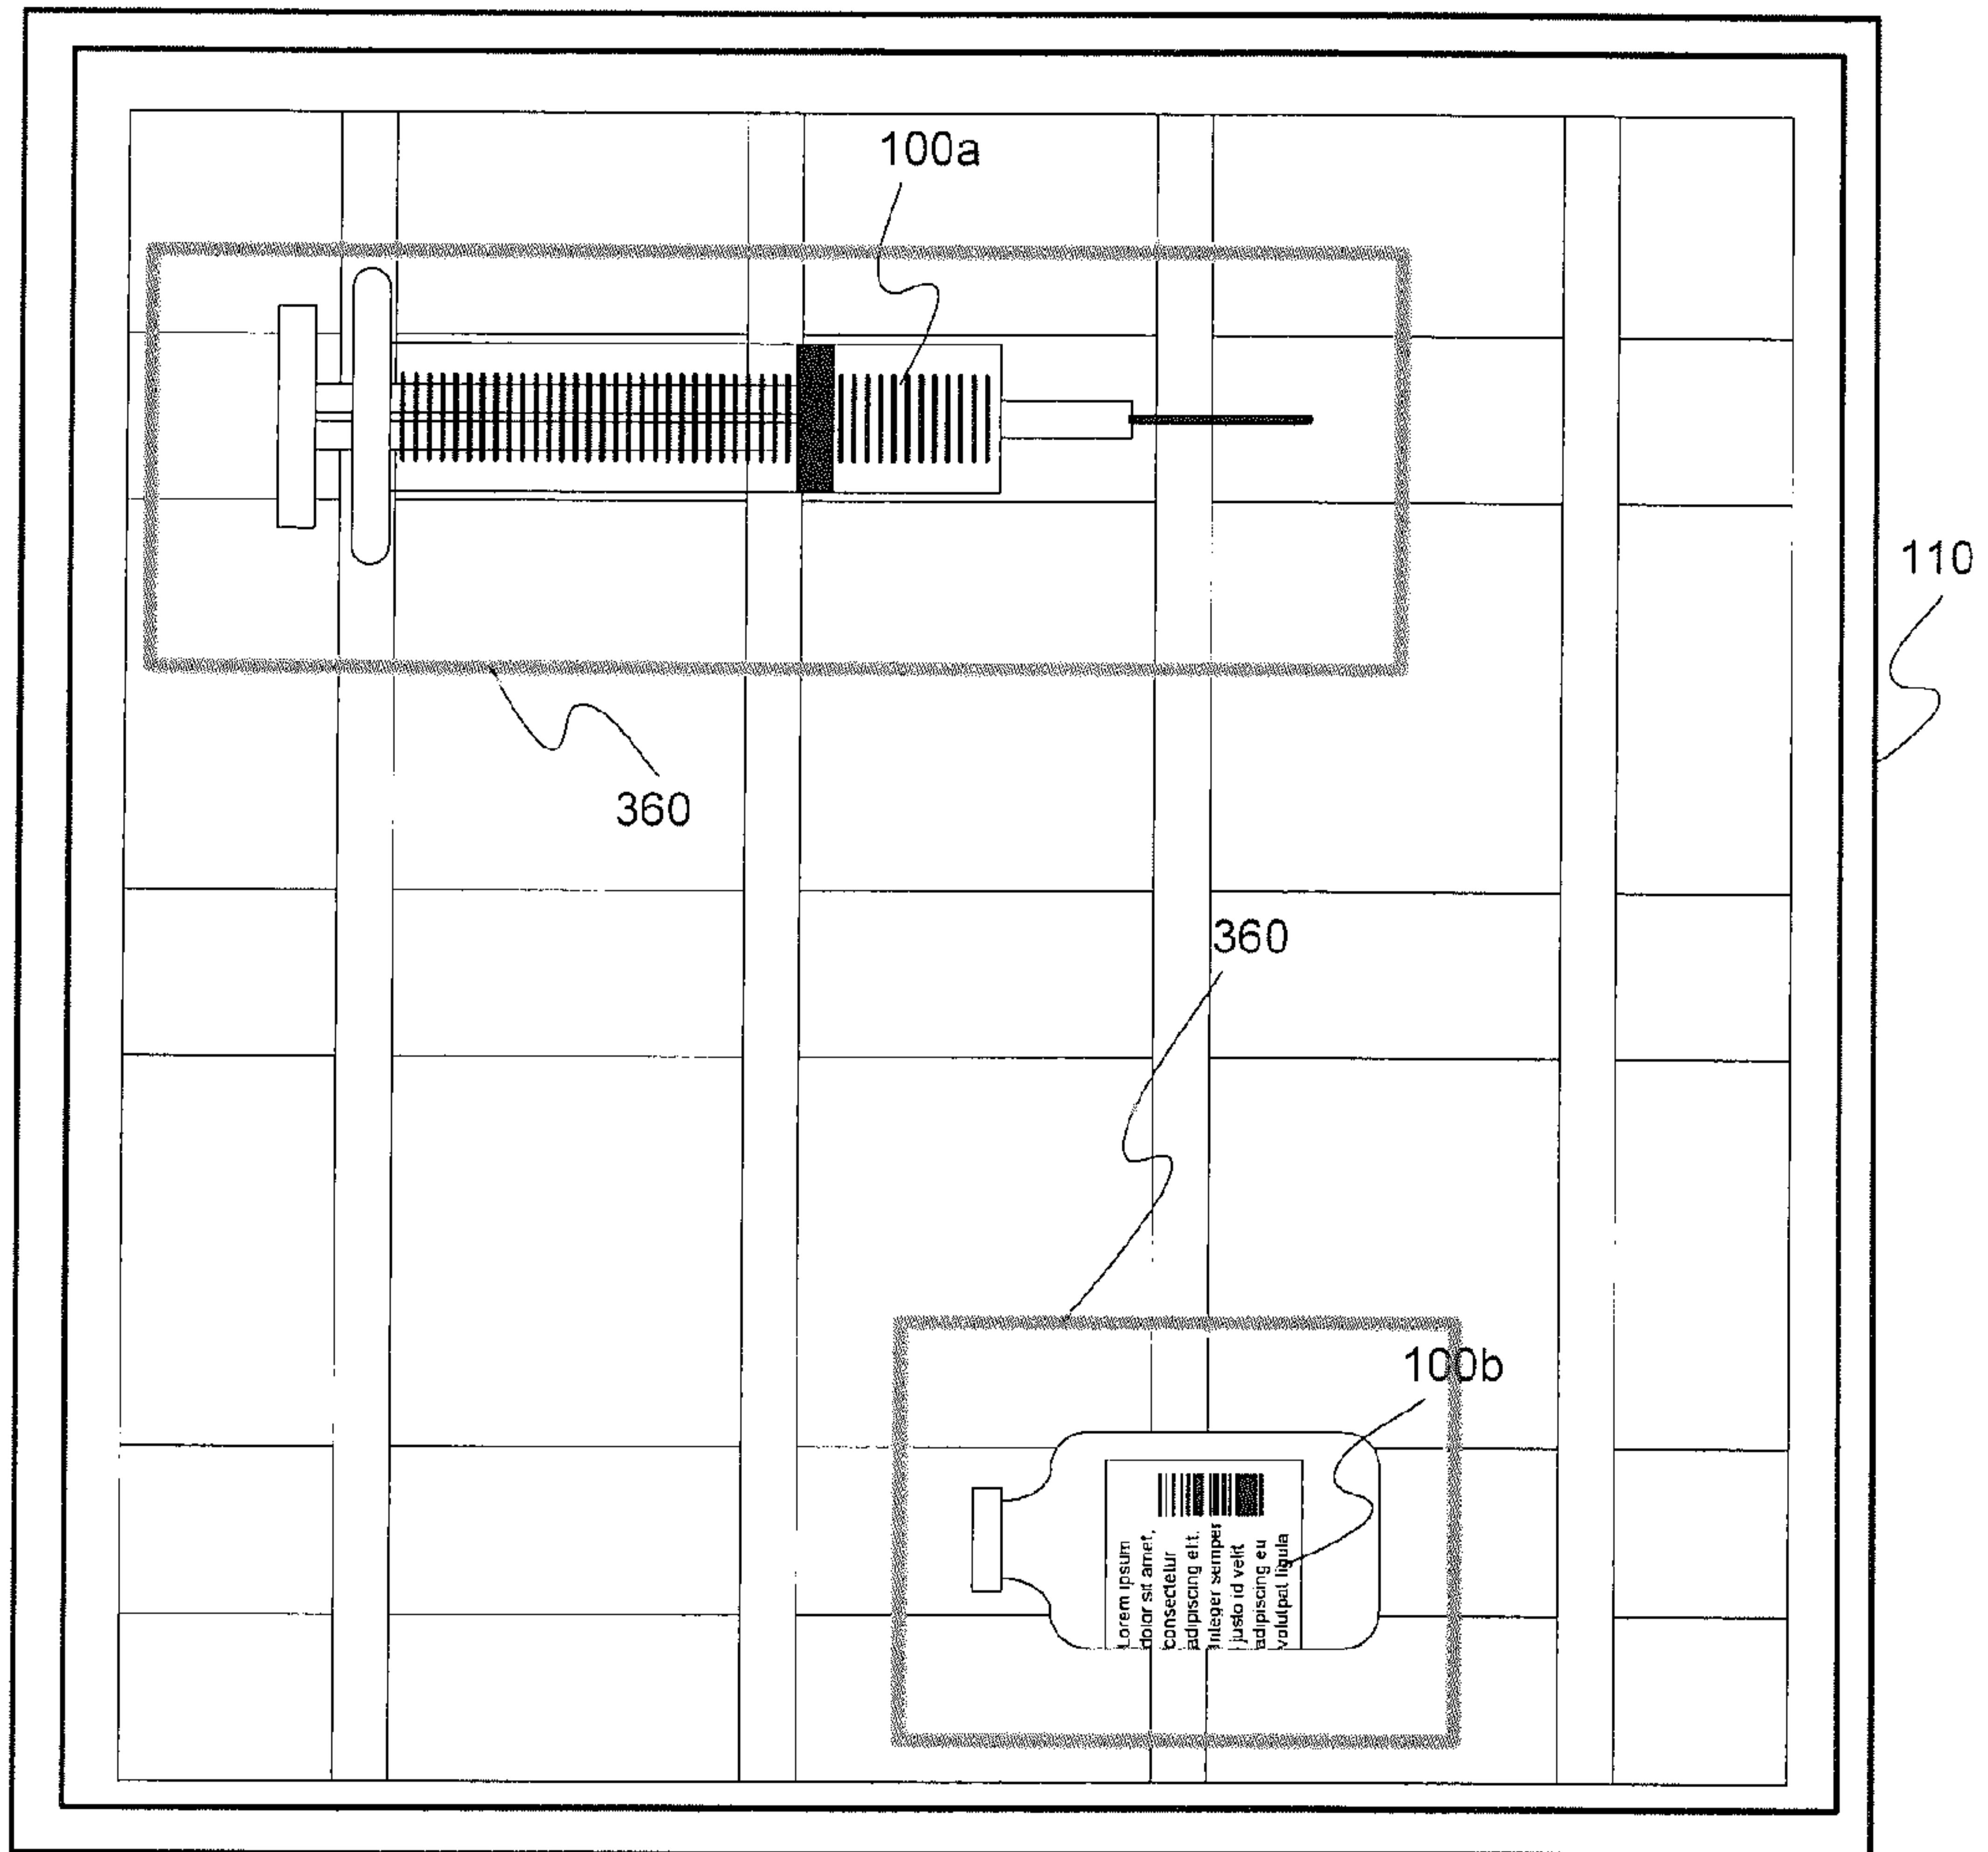 100a
110
360
360
100b
Lorem ipsum
dolor sit amet,
consectetur
adipiscing elit.
Integer semper
justo id velit
adipiscing eu
volutpat ligula